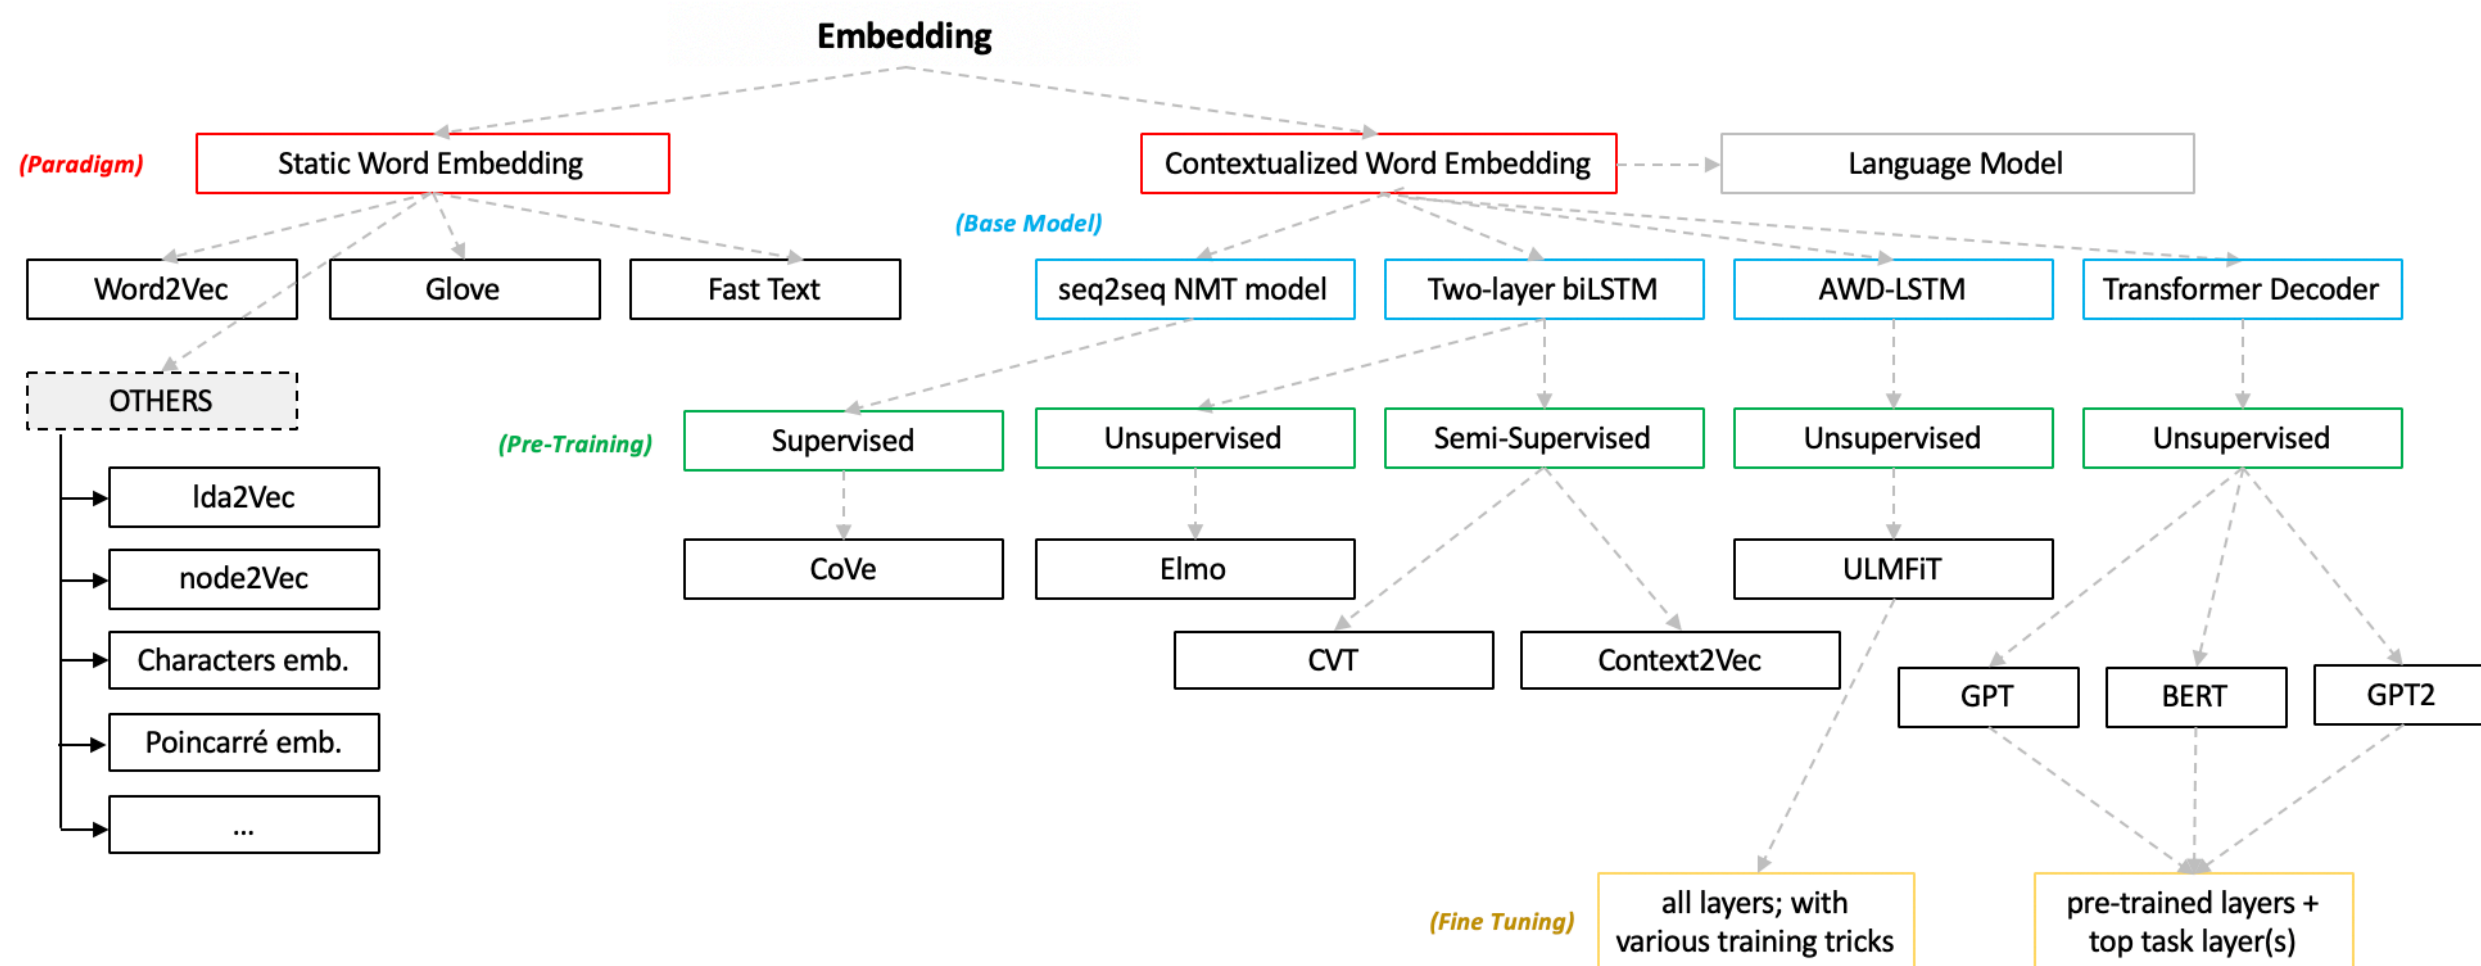 Embedding
(Paradigm)
Static Word Embedding
Contextualized Word Embedding
Language Model
(Base Model)
Word2Vec
Glove
Fast Text
seq2seq NMT model
Two-layer biLSTM
AWD-LSTM
Transformer Decoder
OTHERS
(Pre-Training)
Supervised
Unsupervised
Semi-Supervised
Unsupervised
Unsupervised
lda2Vec
node2Vec
Characters emb.
Poincarré emb.
...
CoVe
Elmo
ULMFiT
CVT
Context2Vec
GPT
BERT
GPT2
(Fine Tuning)
all layers; with
various training tricks
pre-trained layers +
top task layer(s)